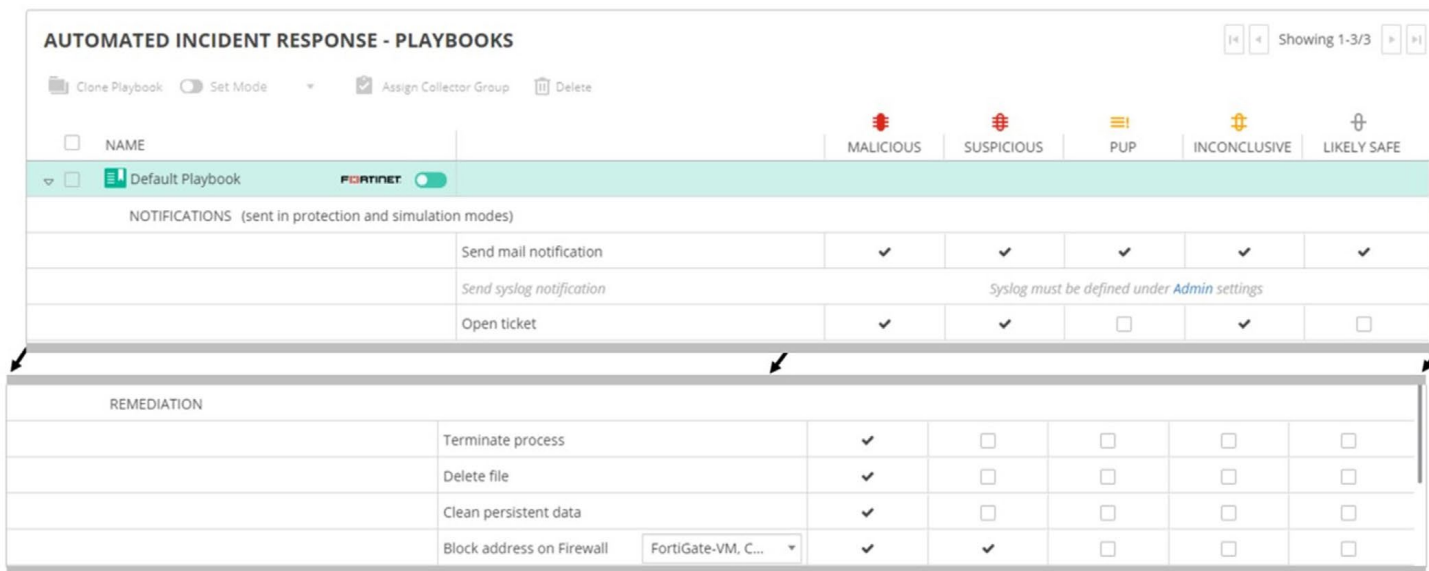 AUTOMATED INCIDENT RESPONSE - PLAYBOOKS Showing 1-3/3
Clone Playbook Set Mode Assign Collector Group Delete
NAME MALICIOUS SUSPICIOUS PUP INCONCLUSIVE LIKELY SAFE
Default Playbook FORTINET
NOTIFICATIONS (sent in protection and simulation modes)
Send mail notification
Send syslog notification Syslog must be defined under Admin settings
Open ticket
REMEDIATION
Terminate process
Delete file
Clean persistent data
Block address on Firewall FortiGate-VM, C...